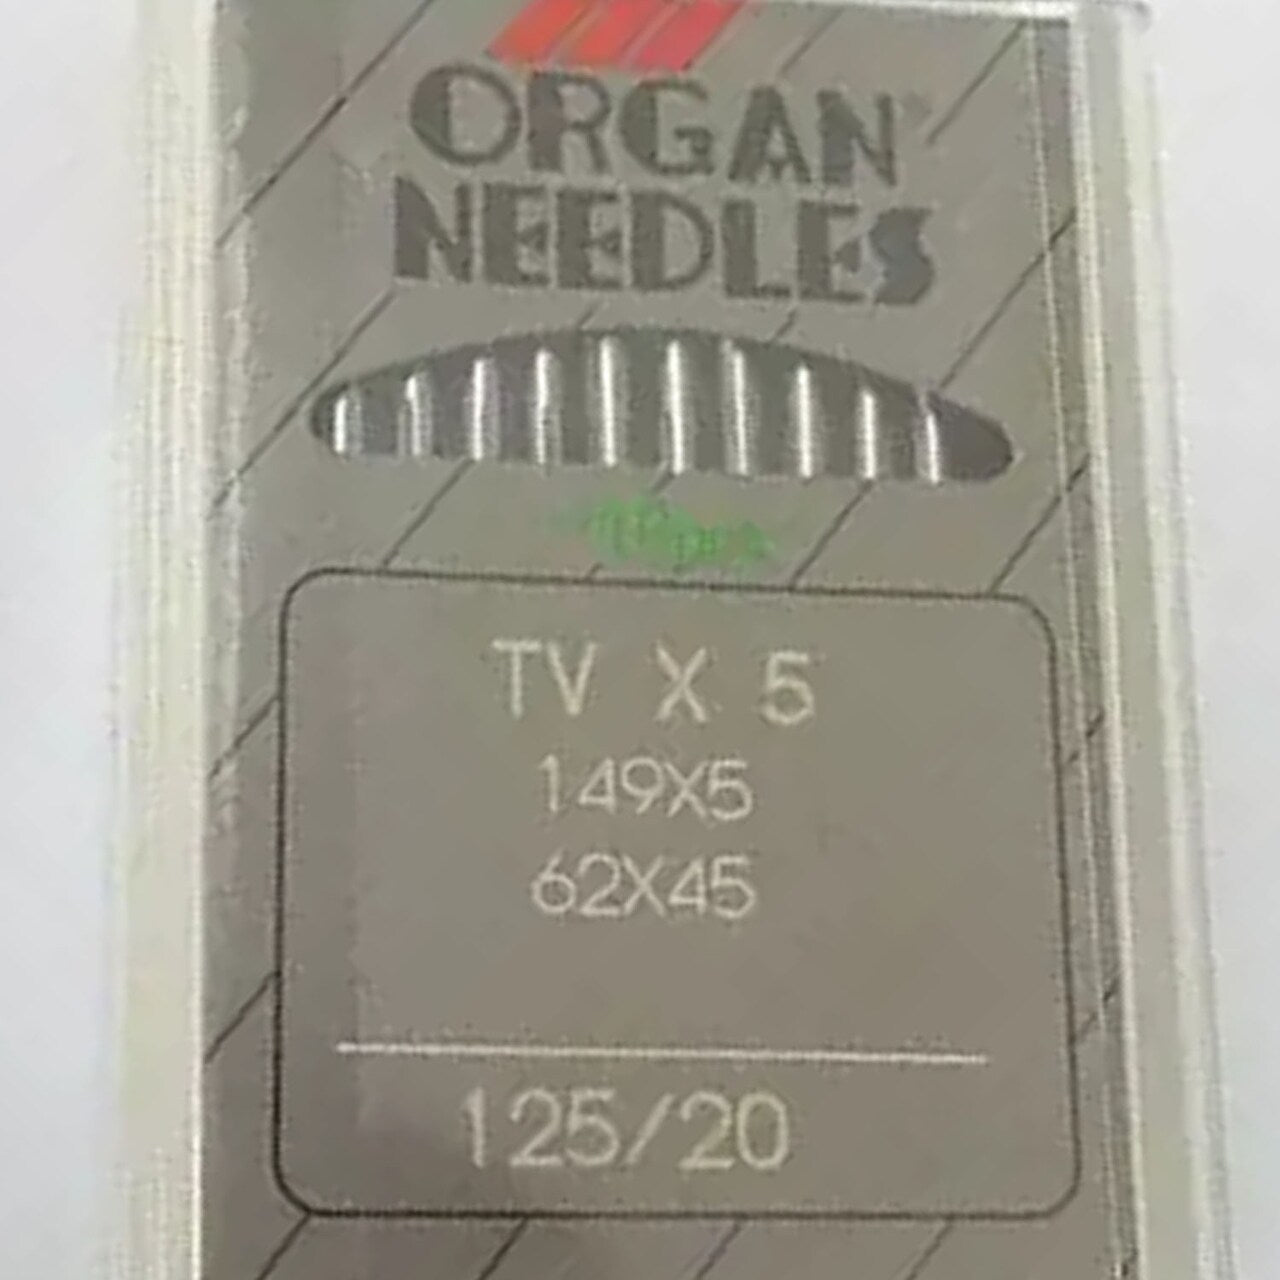 ORGAN
NEEDLES
TV X 5
149X5
62X45
125/20